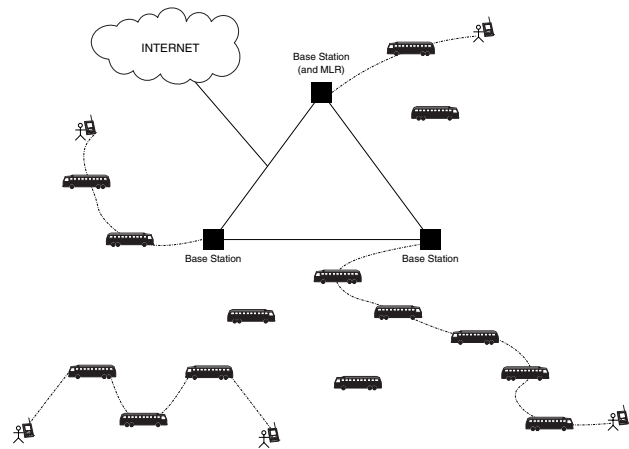 INTERNET
Base Station
(and MLR)
Base Station
Base Station